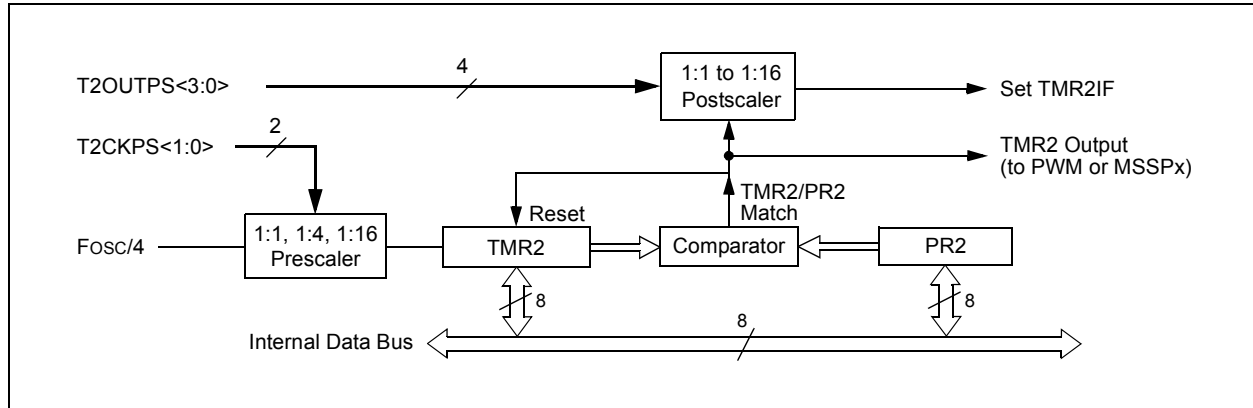 T2OUTPS<3:0>
4
1:1 to 1:16
Postscaler
Set TMR2IF
T2CKPS<1:0>
2
TMR2 Output
(to PWM or MSSPx)
TMR2/PR2
Match
Reset
FOSC/4
1:1, 1:4, 1:16
Prescaler
TMR2
Comparator
PR2
8
8
Internal Data Bus
8